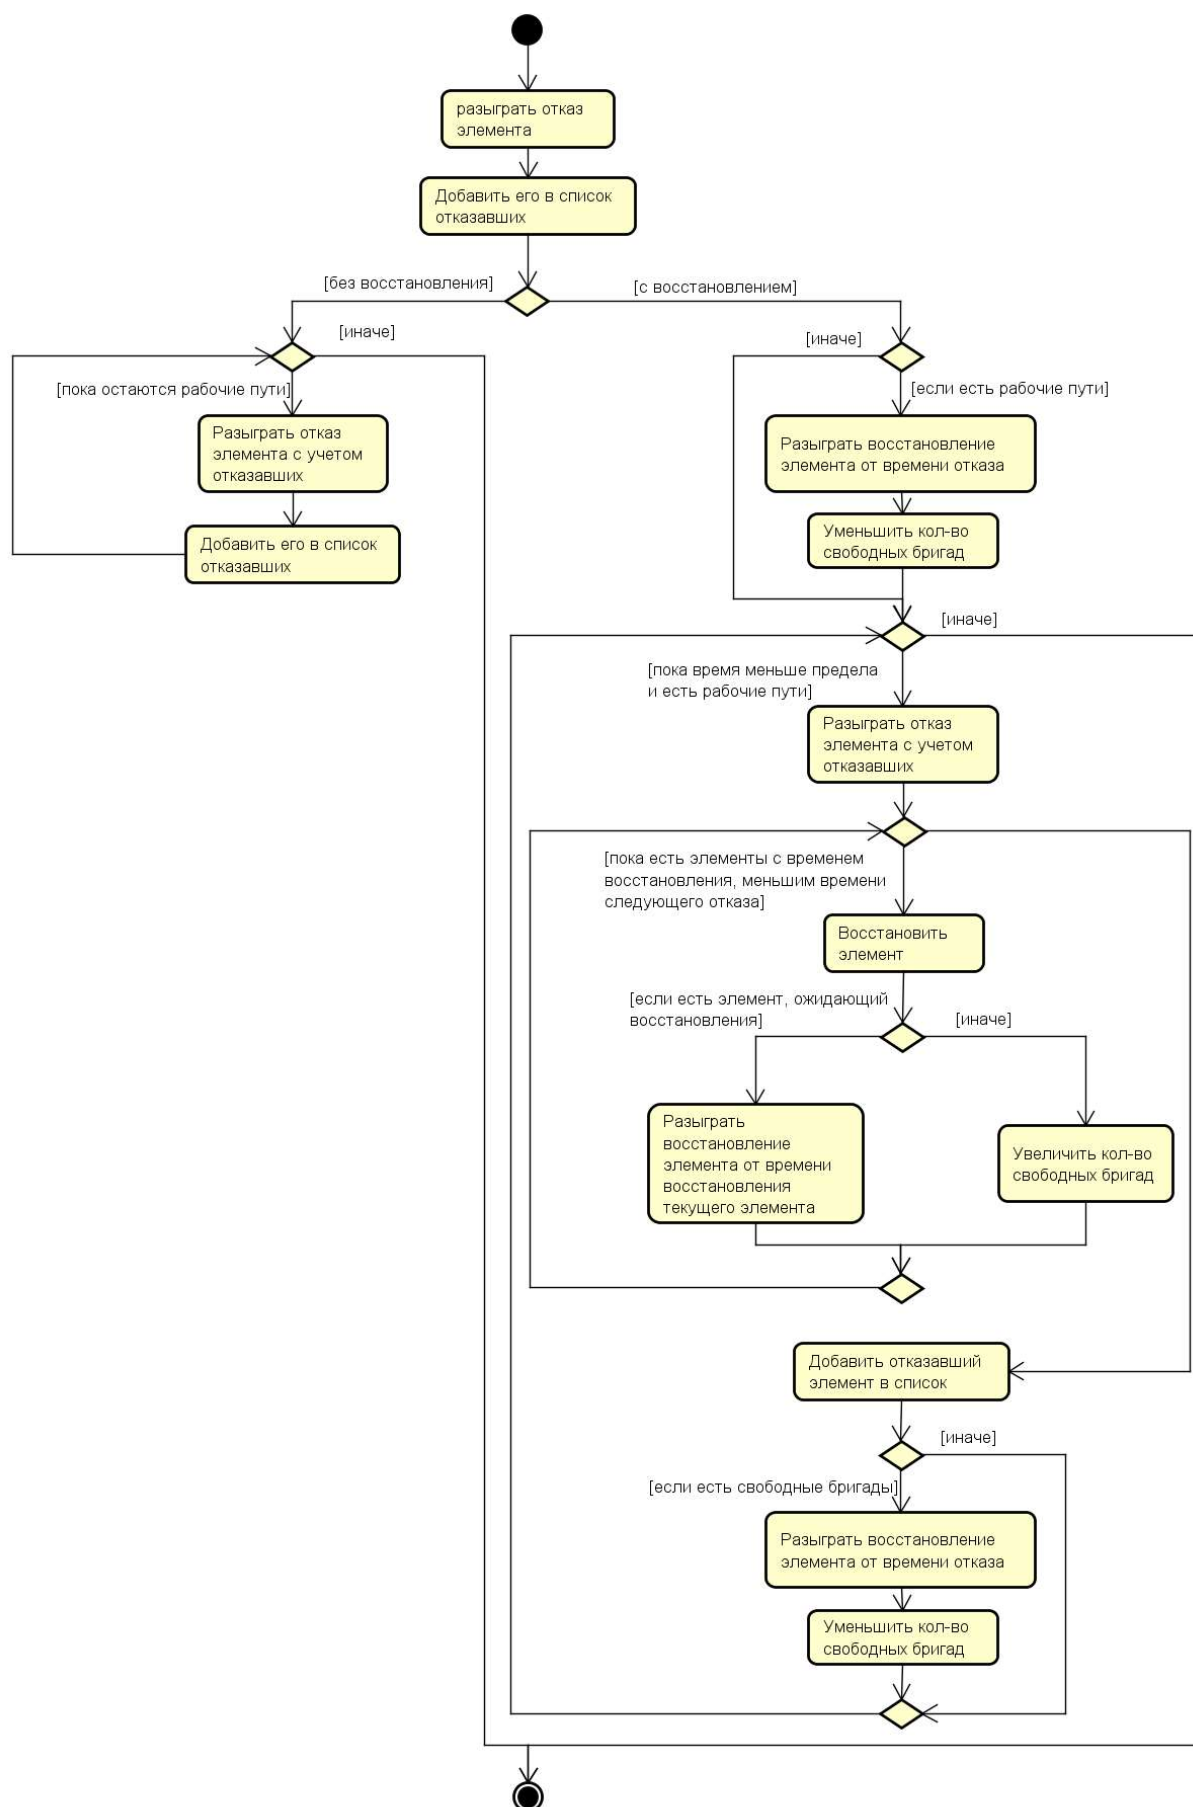 разыграть отказ
элемента
Добавить его в список
отказавших
[без восстановления]
[с восстановлением]
[иначе]
[иначе]
[пока остаются рабочие пути]
[если есть рабочие пути]
Разыграть отказ
элемента с учетом
отказавших
Разыграть восстановление
элемента от времени отказа
Добавить его в список
отказавших
Уменьшить кол-во
свободных бригад
[иначе]
[пока время меньше предела
и есть рабочие пути]
Разыграть отказ
элемента с учетом
отказавших
[пока есть элементы с временем
восстановления, меньшим времени
следующего отказа]
Восстановить
элемент
[если есть элемент, ожидающий
восстановления]
[иначе]
Разыграть
восстановление
элемента от времени
восстановления
текущего элемента
Увеличить кол-во
свободных бригад
Добавить отказавший
элемент в список
[иначе]
[если есть свободные бригады]
Разыграть восстановление
элемента от времени отказа
Уменьшить кол-во
свободных бригад